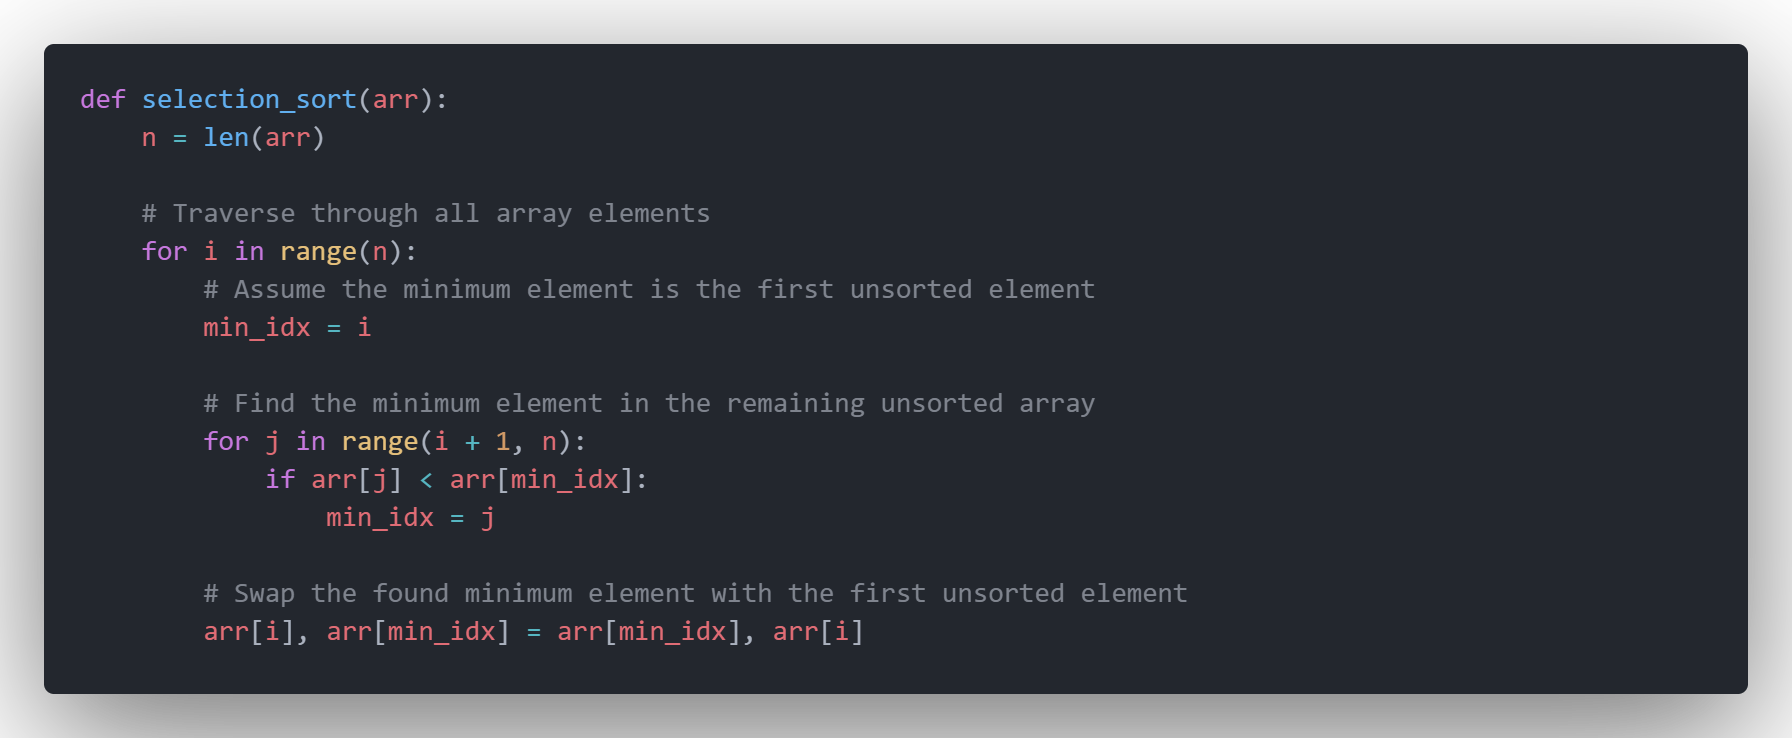 def selection_sort(arr):
    n = len(arr)

    # Traverse through all array elements
    for i in range(n):
        # Assume the minimum element is the first unsorted element
        min_idx = i

        # Find the minimum element in the remaining unsorted array
        for j in range(i + 1, n):
            if arr[j] < arr[min_idx]:
                min_idx = j

        # Swap the found minimum element with the first unsorted element
        arr[i], arr[min_idx] = arr[min_idx], arr[i]